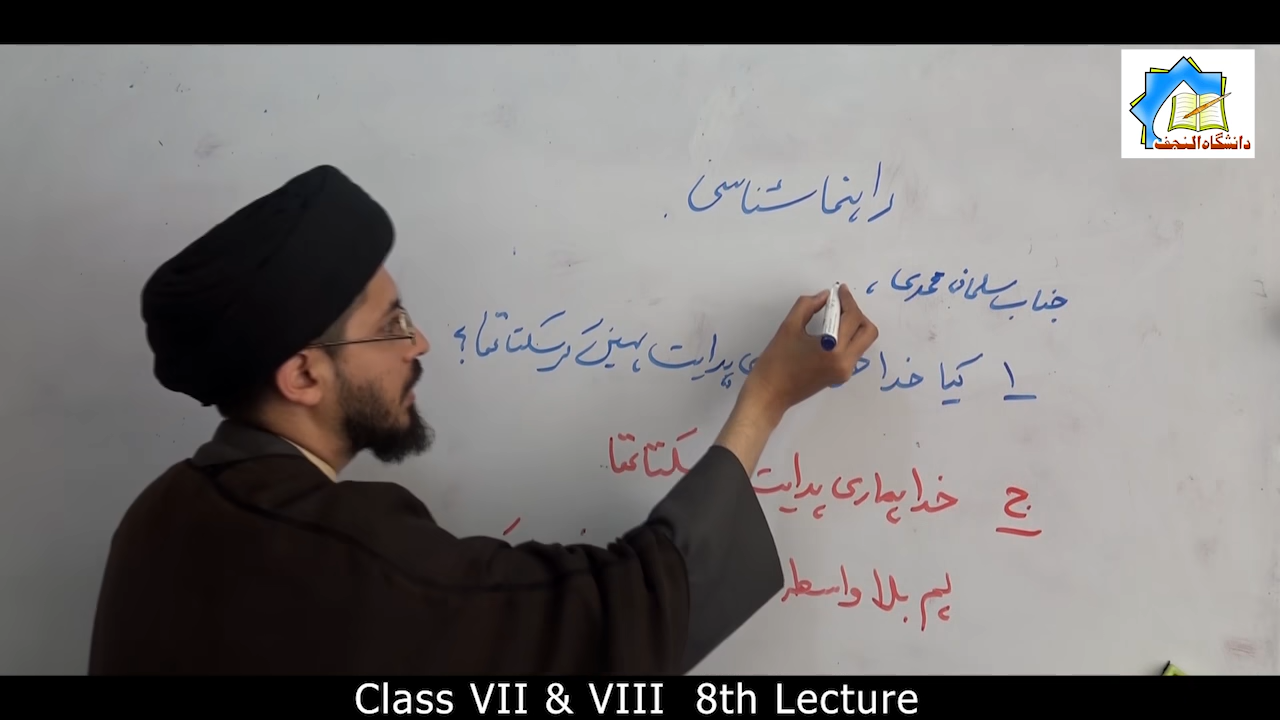 دانشگاه النجف
راہنما شناسی
جناب سلمان محمدی ،
۱ کیا خدا ہدایت نہیں کر سکتا تھا؟
ج خدا ہماری ہدایت سکتا تھا
ہم بلا واسطہ
Class VII & VIII 8th Lecture